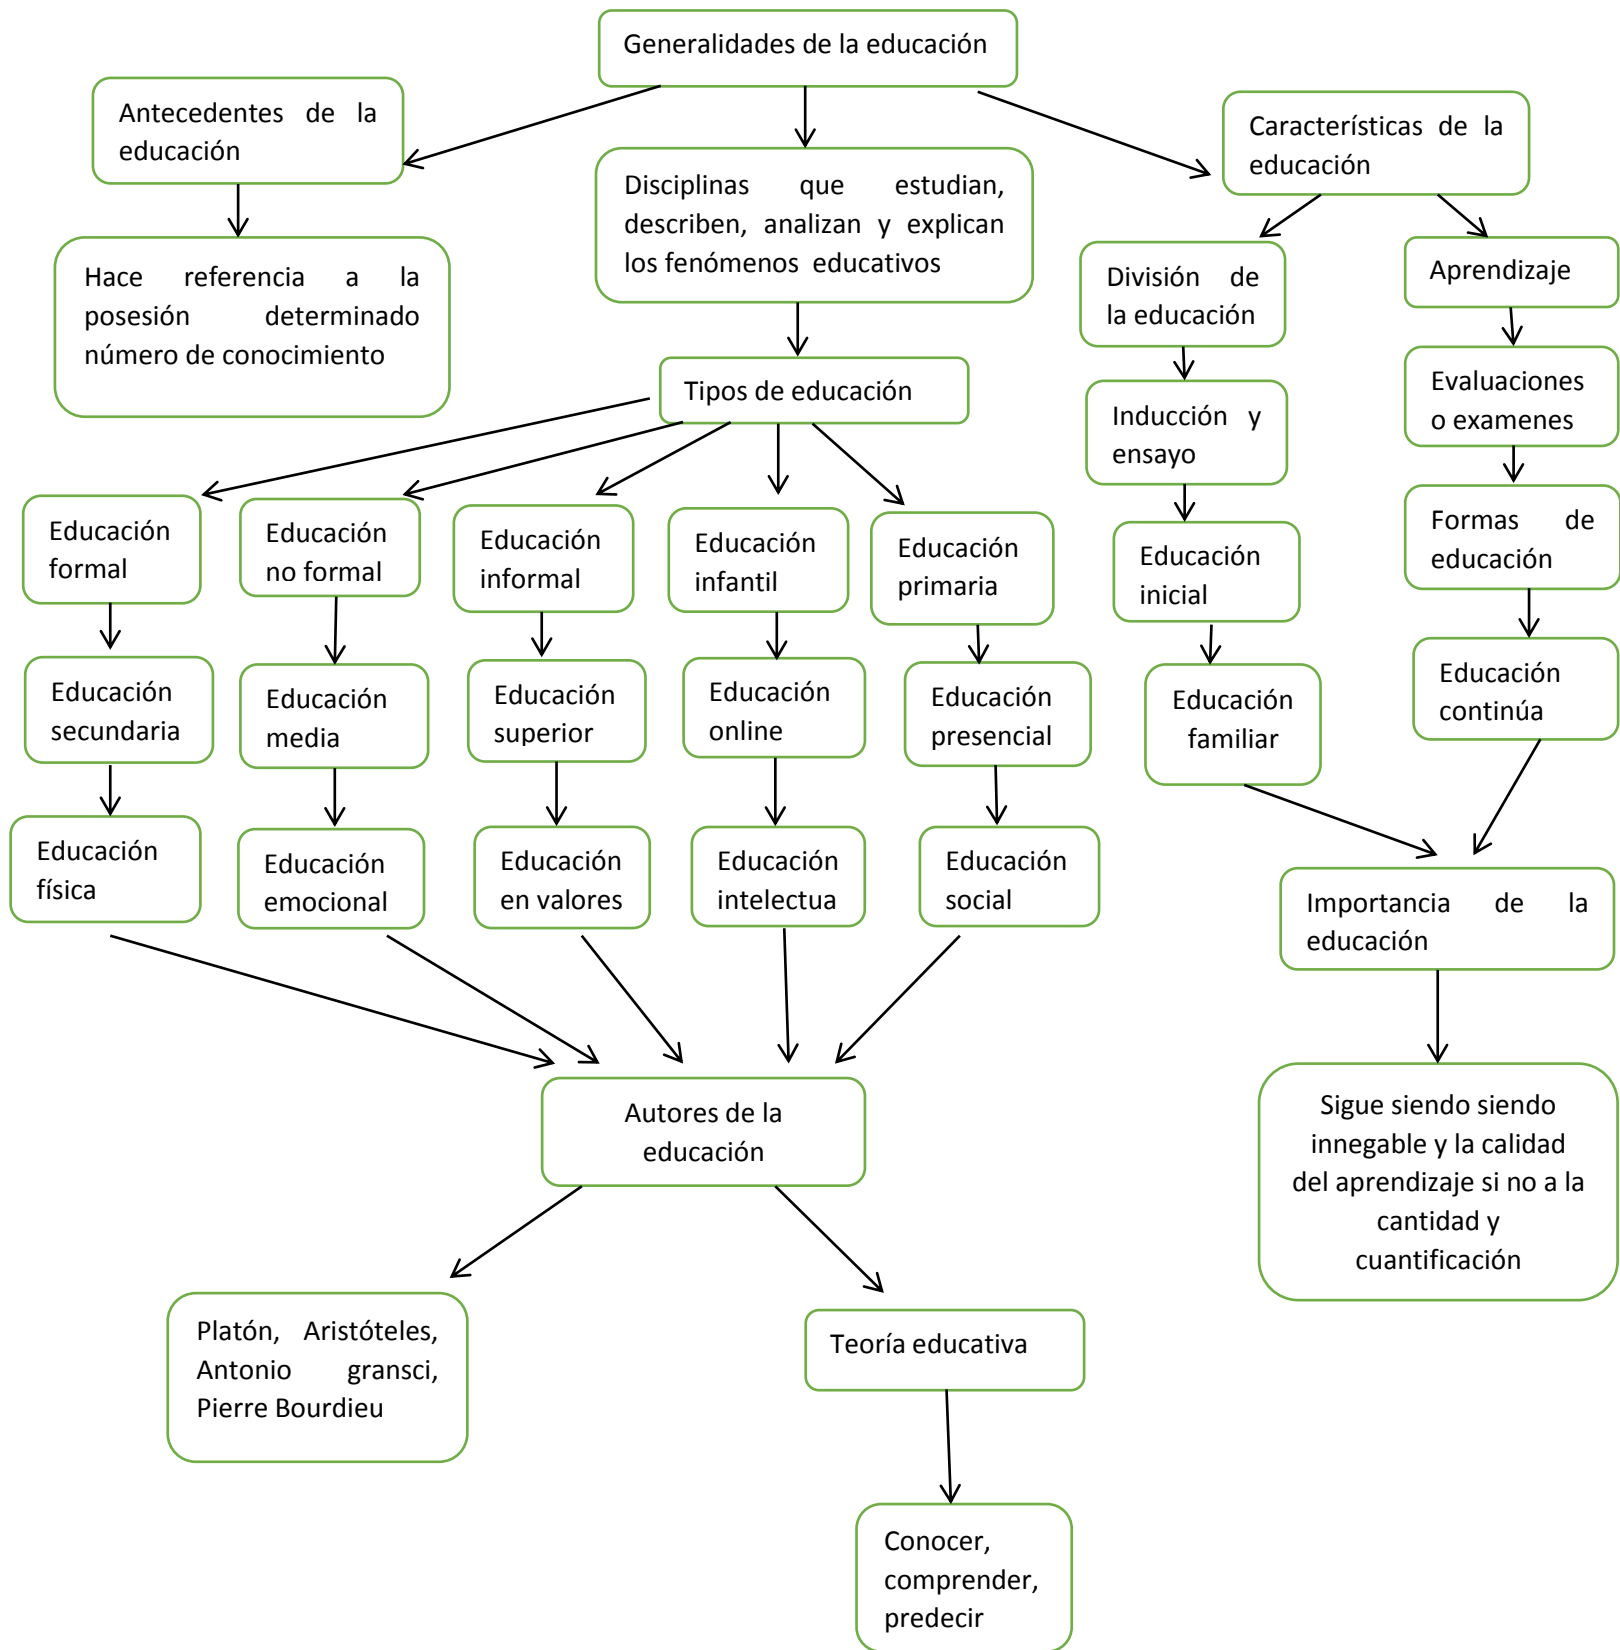 Generalidades de la educación
Antecedentes de la
educación
Características de la
educación
Disciplinas que estudian,
describen, analizan y explican
los fenómenos educativos
Hace referencia a la
posesión determinado
número de conocimiento
División de
la educación
Aprendizaje
Tipos de educación
Inducción y
ensayo
Evaluaciones
o examenes
Educación
formal
Educación
no formal
Educación
informal
Educación
infantil
Educación
primaria
Educación
inicial
Formas de
educación
Educación
secundaria
Educación
media
Educación
superior
Educación
online
Educación
presencial
Educación
familiar
Educación
continúa
Educación
física
Educación
emocional
Educación
en valores
Educación
intelectua
Educación
social
Importancia de la
educación
Autores de la
educación
Sigue siendo siendo
innegable y la calidad
del aprendizaje si no a la
cantidad y
cuantificación
Platón, Aristóteles,
Antonio gransci,
Pierre Bourdieu
Teoría educativa
Conocer,
comprender,
predecir